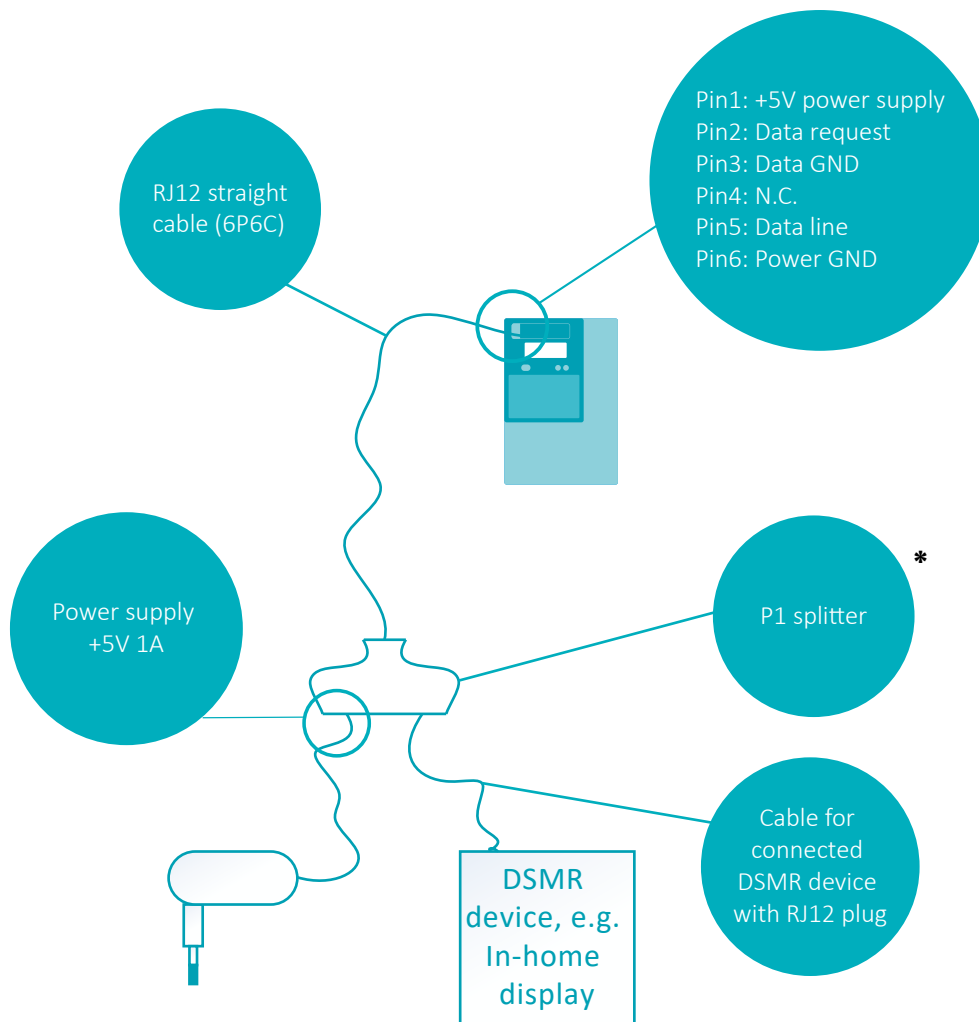 Pin1: +5V power supply
Pin2: Data request
Pin3: Data GND
Pin4: N.C.
Pin5: Data line
Pin6: Power GND
RJ12 straight
cable (6P6C)
*
P1 splitter
Power supply
+5V 1A
Cable for
connected
DSMR device
with RJ12 plug
DSMR
device, e.g.
In-home
display